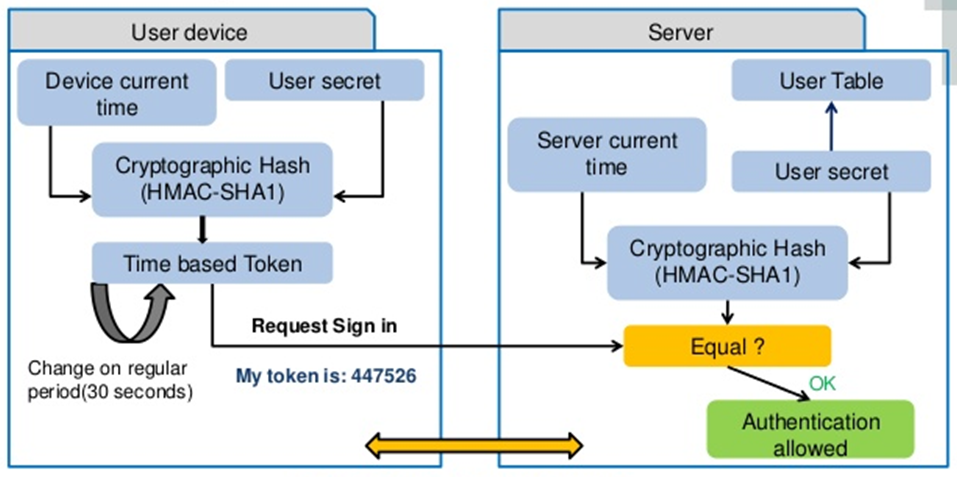 User device
Device current
time
User secret
Cryptographic Hash
(HMAC-SHA1)
Time based Token
Change on regular
period(30 seconds)
Request Sign in
My token is: 447526
Server
User Table
Server current
time
User secret
Cryptographic Hash
(HMAC-SHA1)
Equal ?
OK
Authentication
allowed